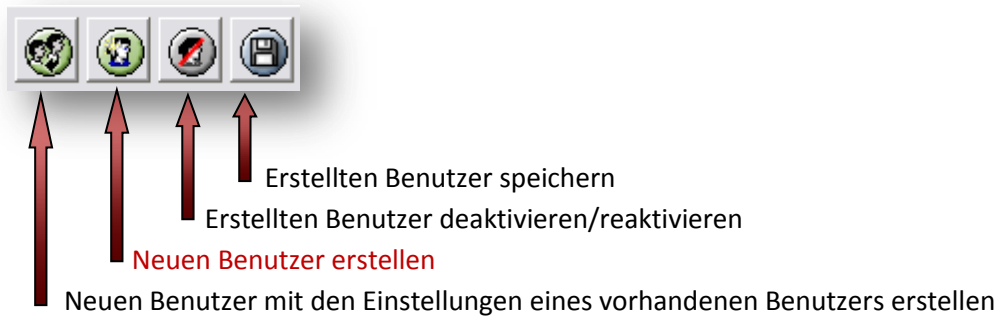 Erstellten Benutzer speichern
Erstellten Benutzer deaktivieren/reaktivieren
Neuen Benutzer erstellen
Neuen Benutzer mit den Einstellungen eines vorhandenen Benutzers erstellen